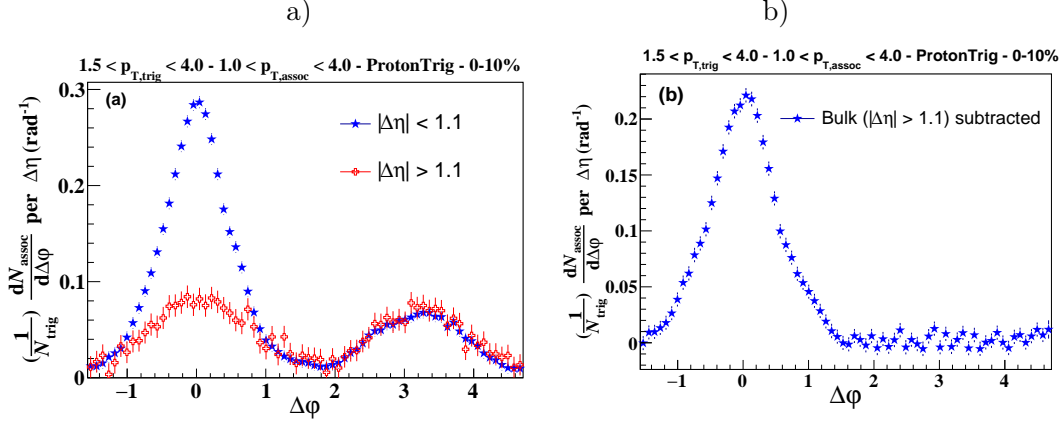 a)
b)
1.5 < p_T,trig < 4.0 - 1.0 < p_T,assoc < 4.0 - ProtonTrig - 0-10%
(a)
|Δη| < 1.1
|Δη| > 1.1
(1/N_trig) dN_assoc/dΔφ per Δη (rad⁻¹)
0.3
0.2
0.1
0
−1 0 1 2 3 4
Δφ
1.5 < p_T,trig < 4.0 - 1.0 < p_T,assoc < 4.0 - ProtonTrig - 0-10%
(b)
Bulk (|Δη| > 1.1) subtracted
(1/N_trig) dN_assoc/dΔφ per Δη (rad⁻¹)
0.2
0.15
0.1
0.05
0
−1 0 1 2 3 4
Δφ